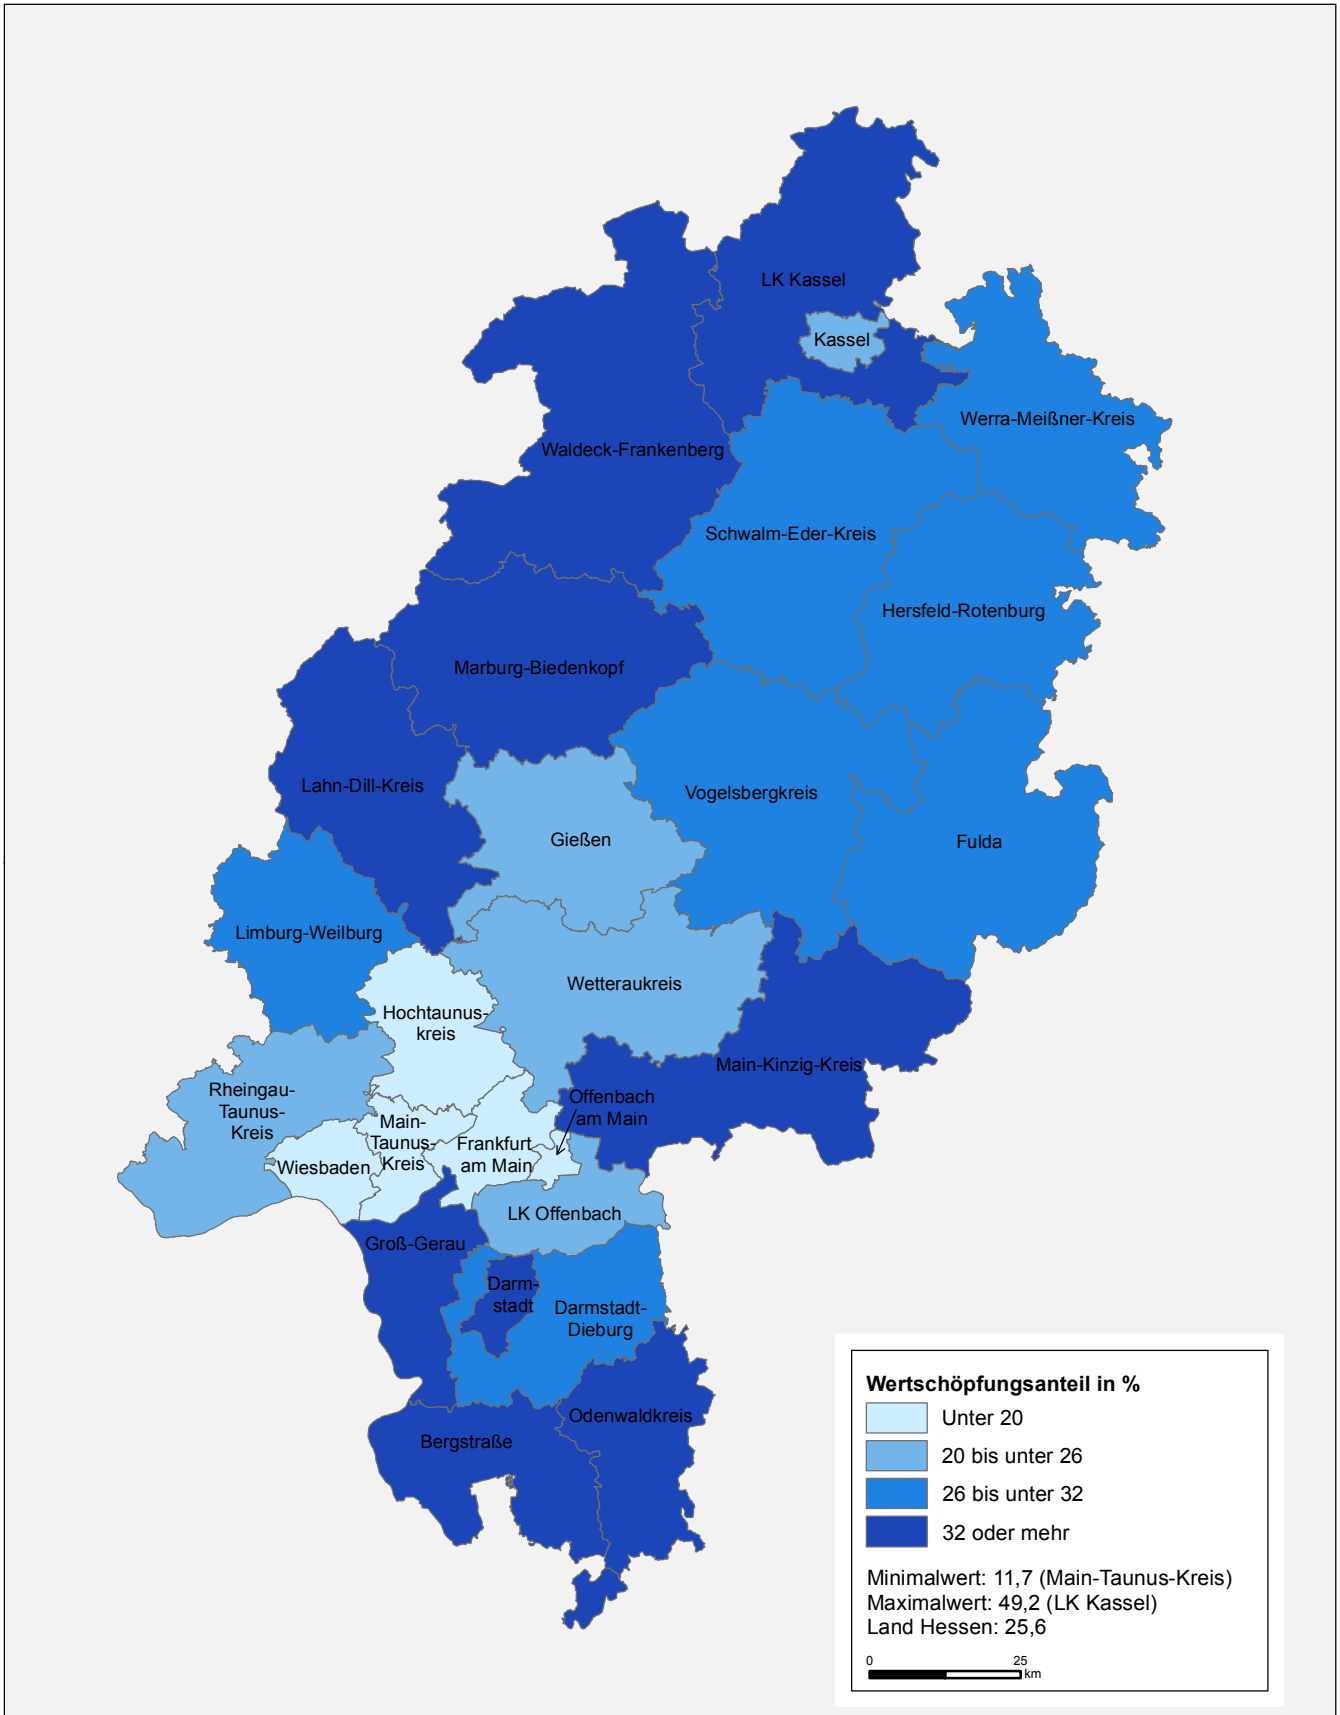 LK Kassel
Kassel
Werra-Meißner-Kreis
Waldeck-Frankenberg
Schwalm-Eder-Kreis
Hersfeld-Rotenburg
Marburg-Biedenkopf
Lahn-Dill-Kreis
Vogelsbergkreis
Gießen
Fulda
Limburg-Weilburg
Wetteraukreis
Hochtaunus-
kreis
Main-Kinzig-Kreis
Rheingau-
Taunus-
Kreis
Offenbach
am Main
Main-
Taunus-
Kreis
Frankfurt
am Main
Wiesbaden
LK Offenbach
Groß-Gerau
Darm-
stadt
Darmstadt-
Dieburg
Odenwaldkreis
Bergstraße
Wertschöpfungsanteil in %
Unter 20
20 bis unter 26
26 bis unter 32
32 oder mehr
Minimalwert: 11,7 (Main-Taunus-Kreis)
Maximalwert: 49,2 (LK Kassel)
Land Hessen: 25,6
0 25
km